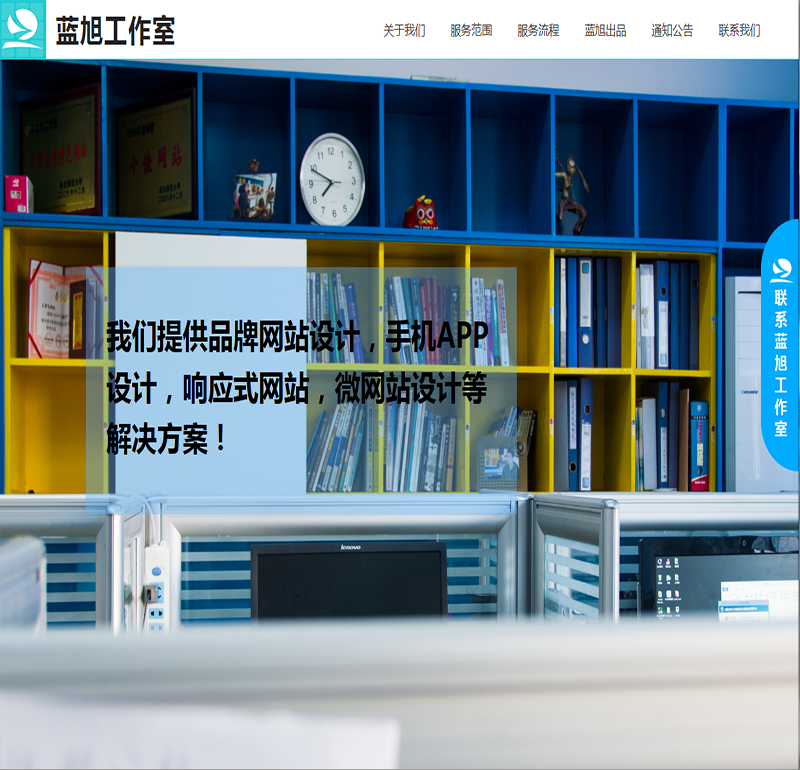 蓝旭工作室
关于我们 服务范围 服务流程 蓝旭出品 通知公告 联系我们
十佳网站
我们提供品牌网站设计，手机APP
设计，响应式网站，微网站设计等
解决方案！
联系蓝旭工作室
lenovo